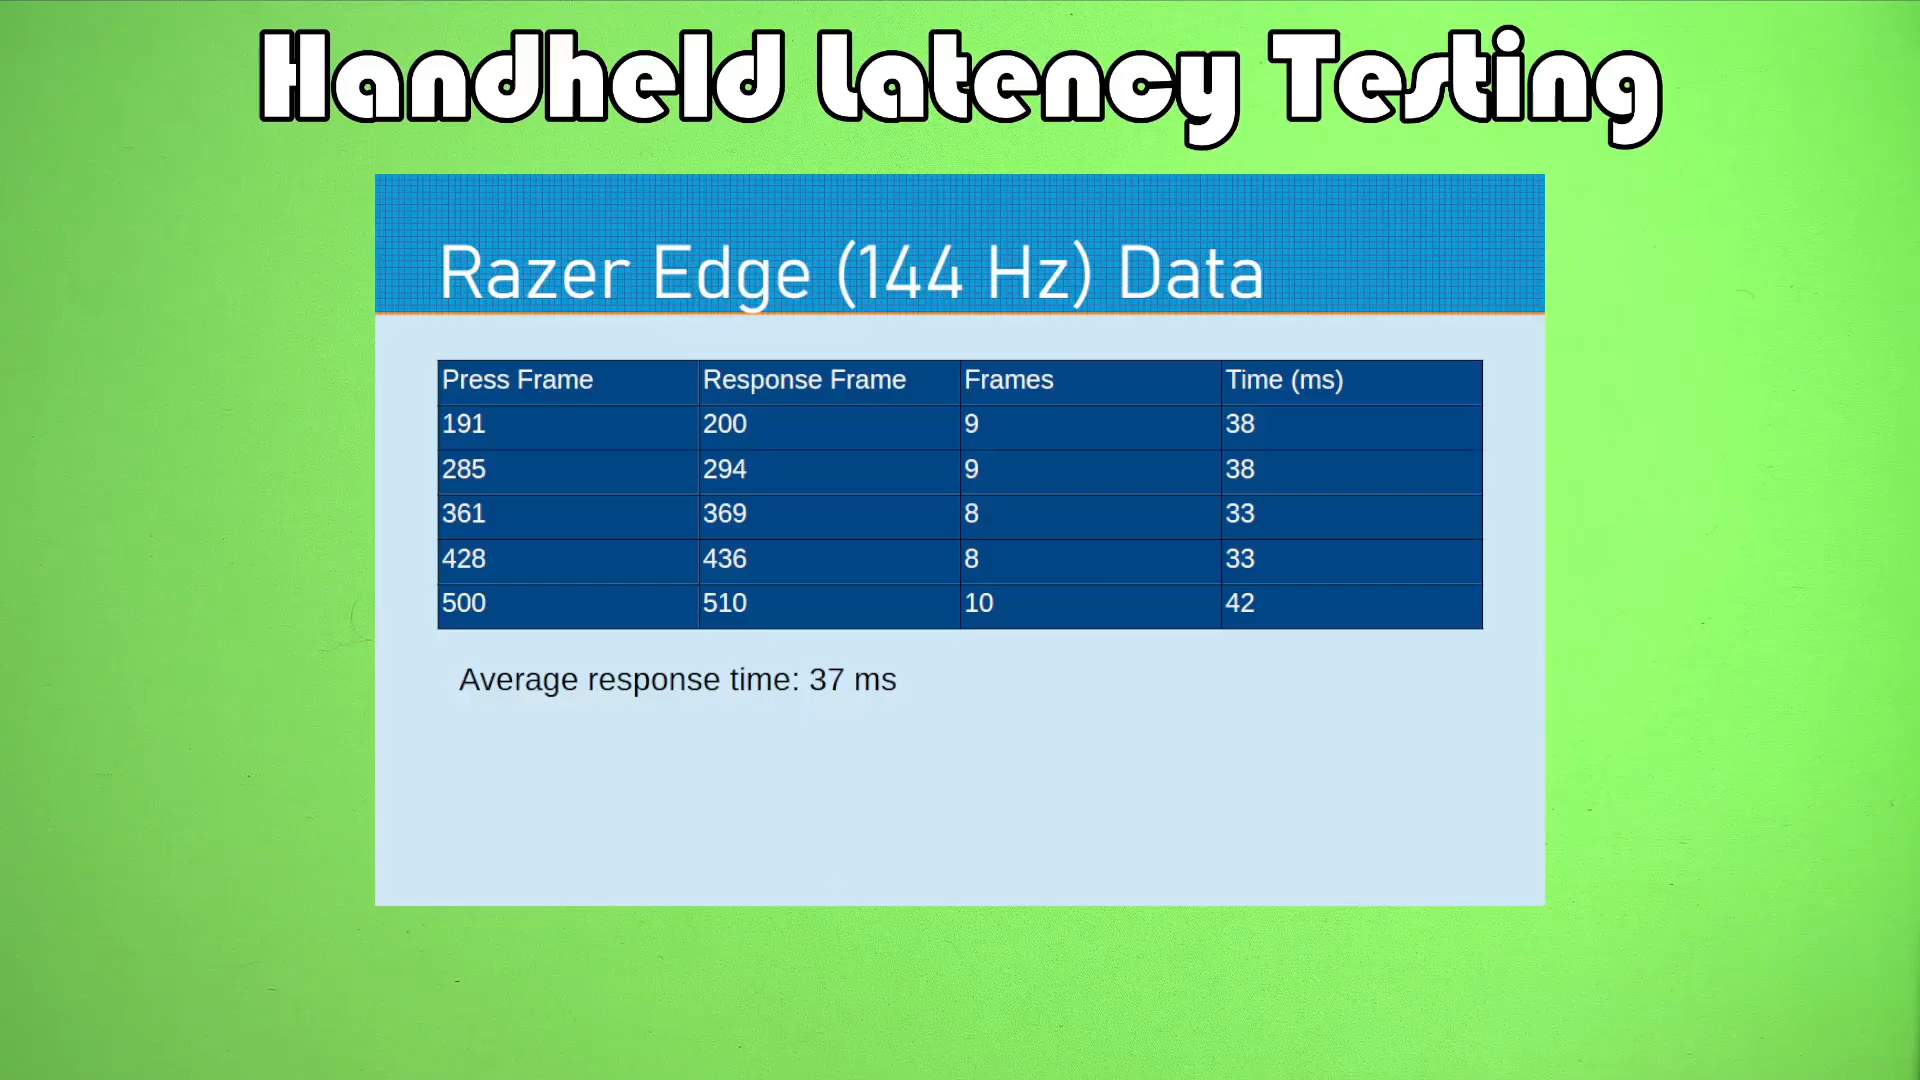 Handheld Latency Testing
Razer Edge (144 Hz) Data
Press Frame Response Frame Frames Time (ms)
191 200 9 38
285 294 9 38
361 369 8 33
428 436 8 33
500 510 10 42
Average response time: 37 ms